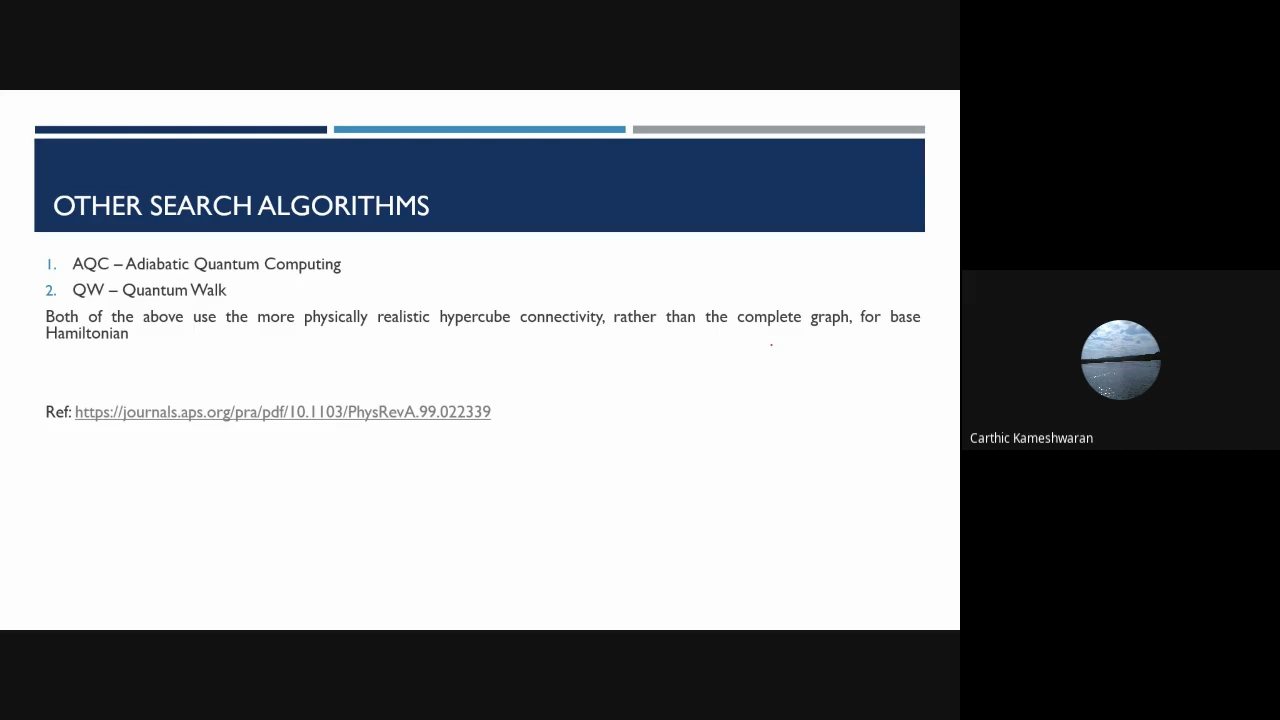 OTHER SEARCH ALGORITHMS
1. AQC – Adiabatic Quantum Computing
2. QW – Quantum Walk
Both of the above use the more physically realistic hypercube connectivity, rather than the complete graph, for base
Hamiltonian
Ref: https://journals.aps.org/pra/pdf/10.1103/PhysRevA.99.022339
Carthic Kameshwaran